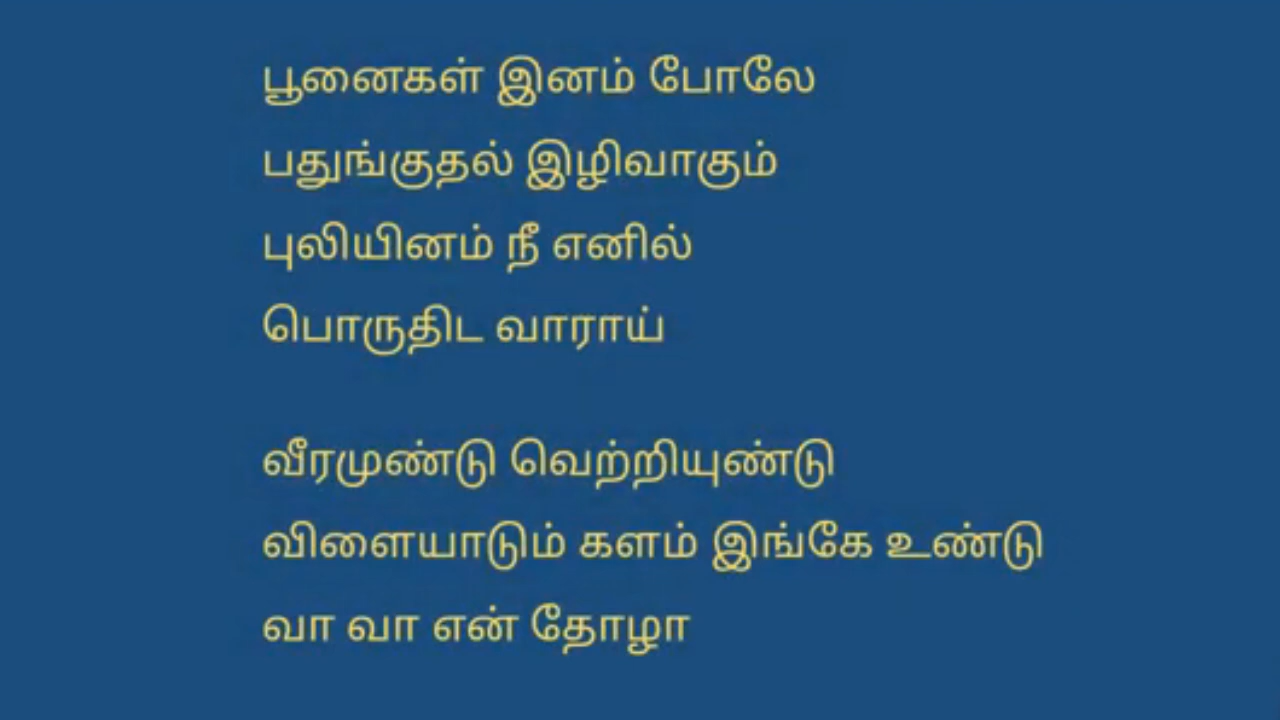 பூனைகள் இனம் போலே
பதுங்குதல் இழிவாகும்
புலியினம் நீ எனில்
பொருதிட வாராய்
வீரமுண்டு வெற்றியுண்டு
விளையாடும் களம் இங்கே உண்டு
வா வா என் தோழா